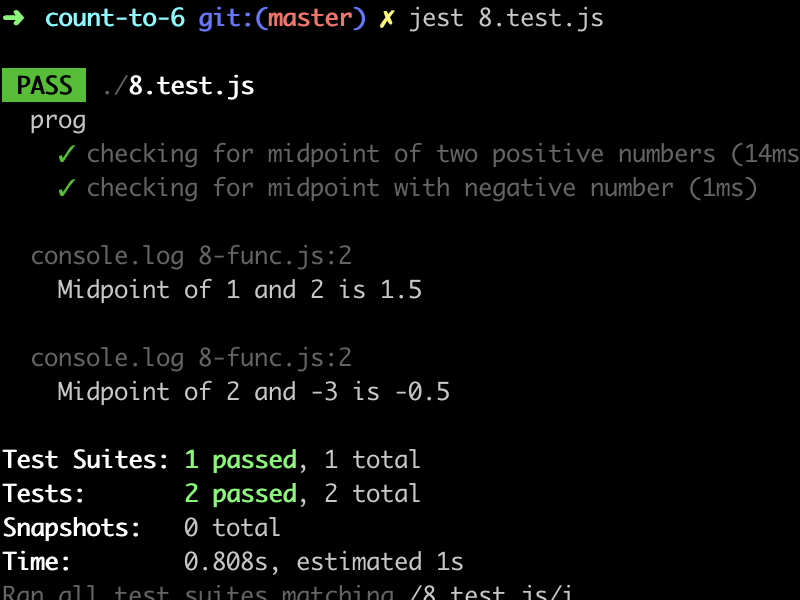 ➜ count-to-6 git:(master) ✗ jest 8.test.js
PASS ./8.test.js
prog
✓ checking for midpoint of two positive numbers (14ms
✓ checking for midpoint with negative number (1ms)
console.log 8-func.js:2
Midpoint of 1 and 2 is 1.5
console.log 8-func.js:2
Midpoint of 2 and -3 is -0.5
Test Suites: 1 passed, 1 total
Tests: 2 passed, 2 total
Snapshots: 0 total
Time: 0.808s, estimated 1s
Ran all test suites matching /8.test.js/i